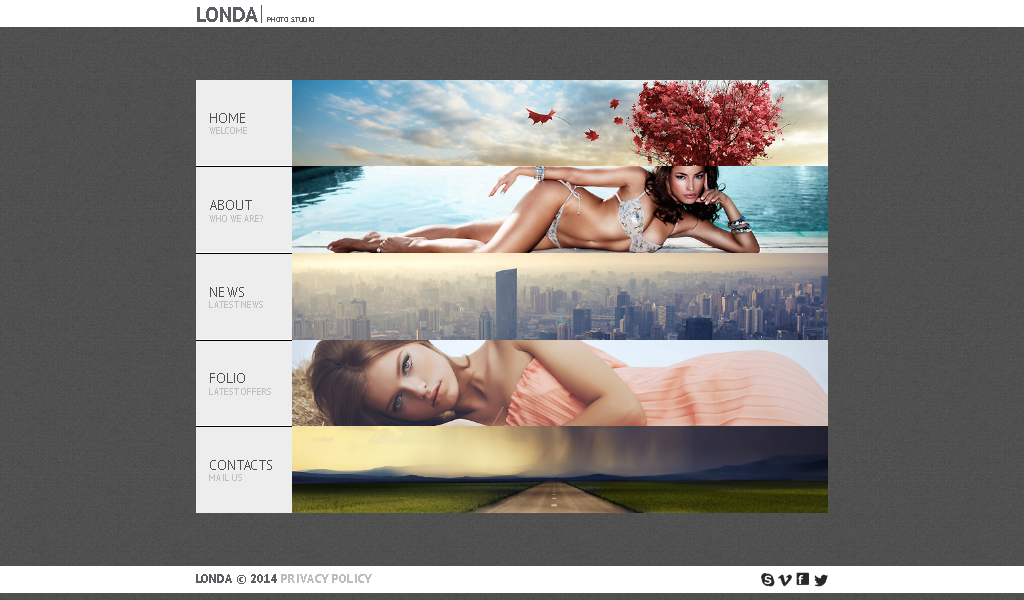 LONDA PHOTO STUDIO
HOME
WELCOME
ABOUT
WHO WE ARE?
NEWS
LATEST NEWS
FOLIO
LATEST OFFERS
CONTACTS
MAIL US
LONDA © 2014 PRIVACY POLICY